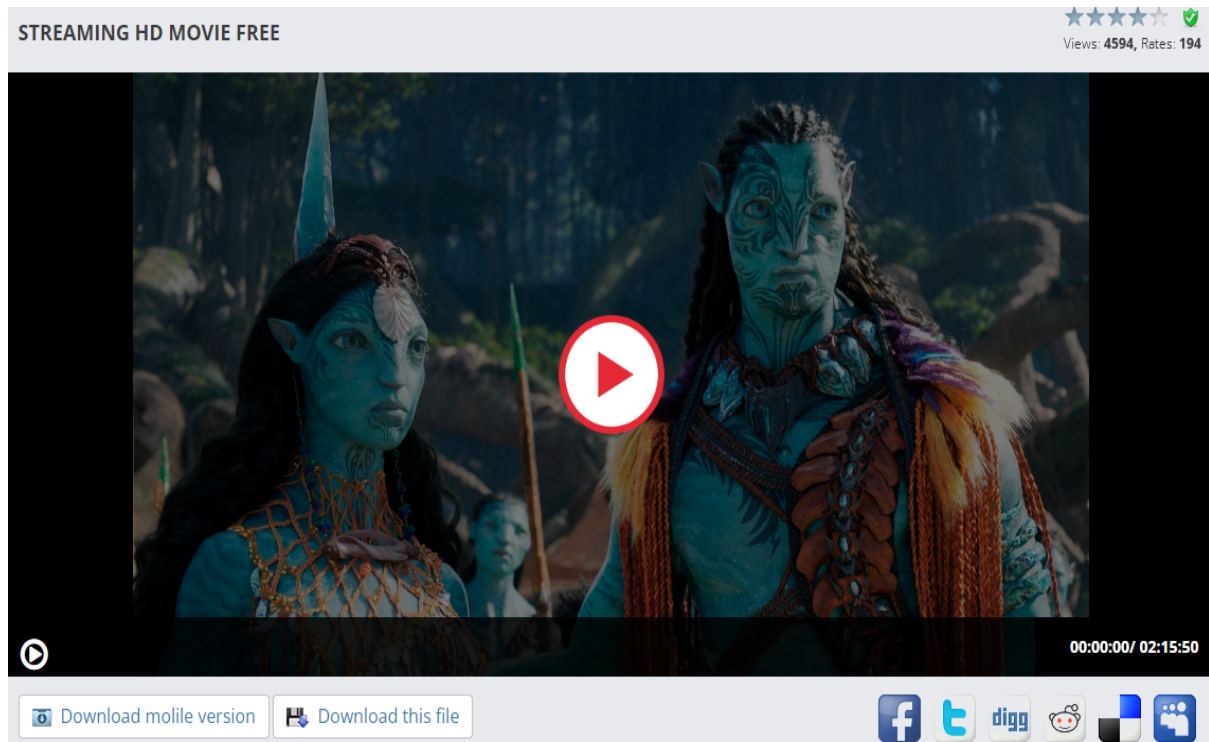 STREAMING HD MOVIE FREE
Views: 4594, Rates: 194
00:00:00/ 02:15:50
Download molile version
Download this file
digg